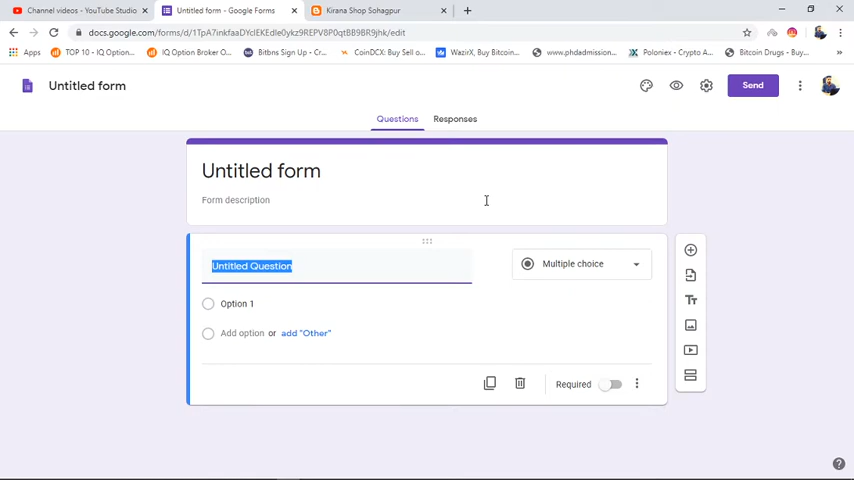 Channel videos - YouTube Studio
Untitled form - Google Forms
Kirana Shop Sohagpur
docs.google.com/forms/d/1TpA7inkfaaDYclEKEdle0ykz9REPV8P0qtBB9BR9jhk/edit
Apps TOP 10 - IQ Option... IQ Option Broker O... Bitbns Sign Up - Cr... CoinDCX: Buy Sell o... WazirX, Buy Bitcoin... www.phdadmission... Poloniex - Crypto A... Bitcoin Drugs - Buy...
Untitled form
Send
Questions Responses
Untitled form
Form description
Untitled Question
Multiple choice
Option 1
Add option or add "Other"
Required